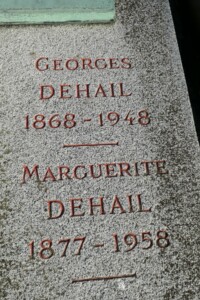 GEORGES
DEHAIL
1868-1948
MARGUERITE
DEHAIL
1877-1958